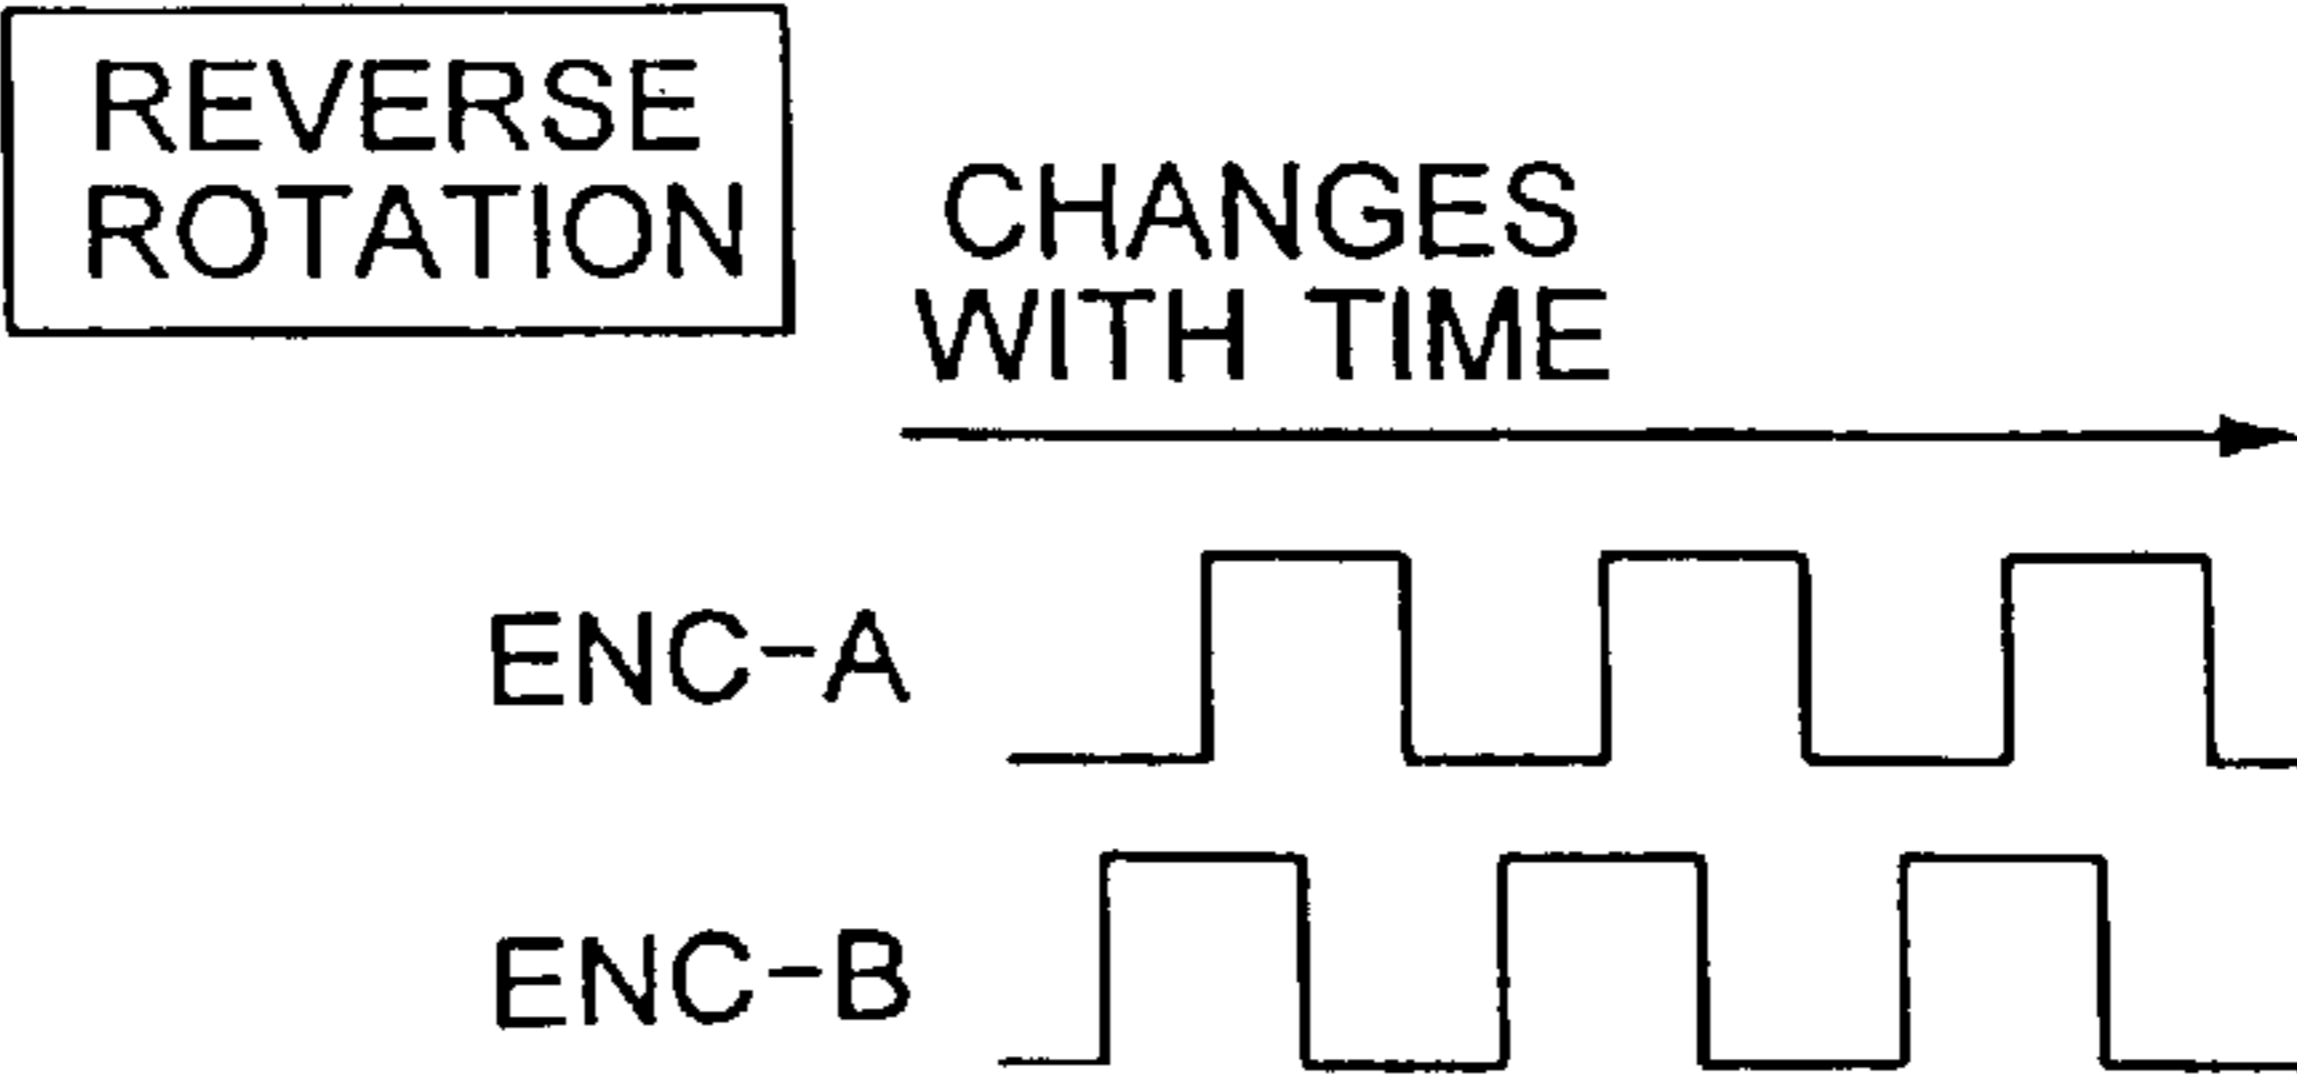 REVERSE
ROTATION
CHANGES
WITH TIME
ENC-A
ENC-B